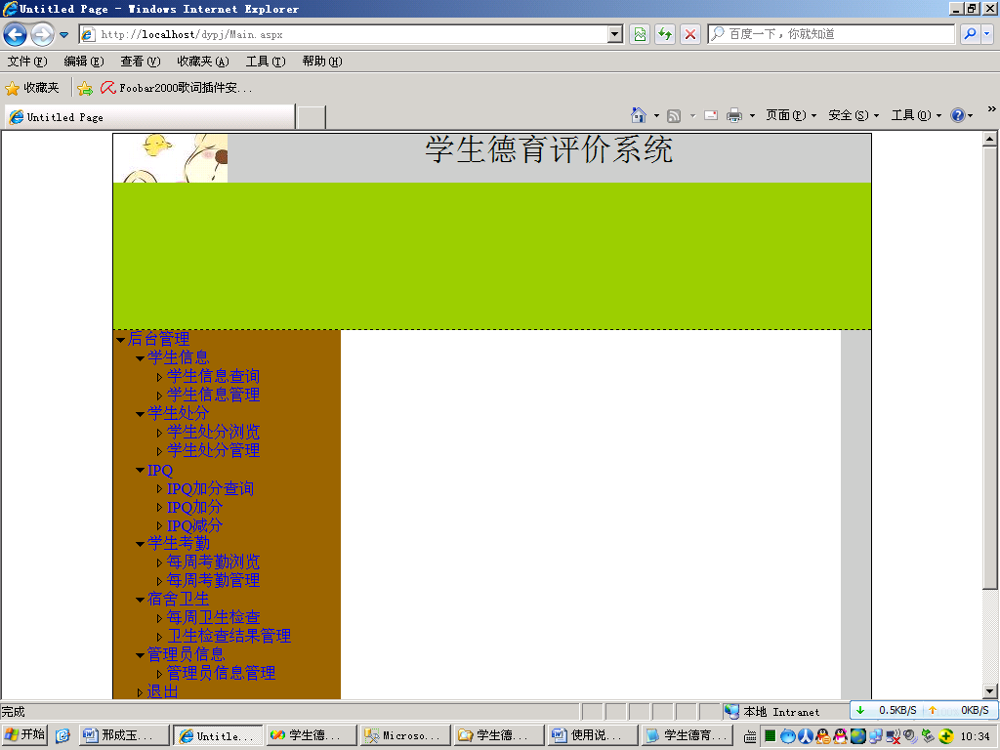 Untitled Page - Windows Internet Explorer
http://localhost/dypj/Main.aspx
百度一下，你就知道
文件(F) 编辑(E) 查看(V) 收藏夹(A) 工具(T) 帮助(H)
收藏夹 Foobar2000歌词插件安...
Untitled Page 页面(P) 安全(S) 工具(O) »
学生德育评价系统
后台管理
学生信息
学生信息查询
学生信息管理
学生处分
学生处分浏览
学生处分管理
IPQ
IPQ加分查询
IPQ加分
IPQ减分
学生考勤
每周考勤浏览
每周考勤管理
宿舍卫生
每周卫生检查
卫生检查结果管理
管理员信息
管理员信息管理
退出
完成 本地 Intranet 0.5KB/S 0KB/S
开始 邢成玉... Untitle... 学生德... Microso... 学生德... 使用说... 学生德育... 10:34